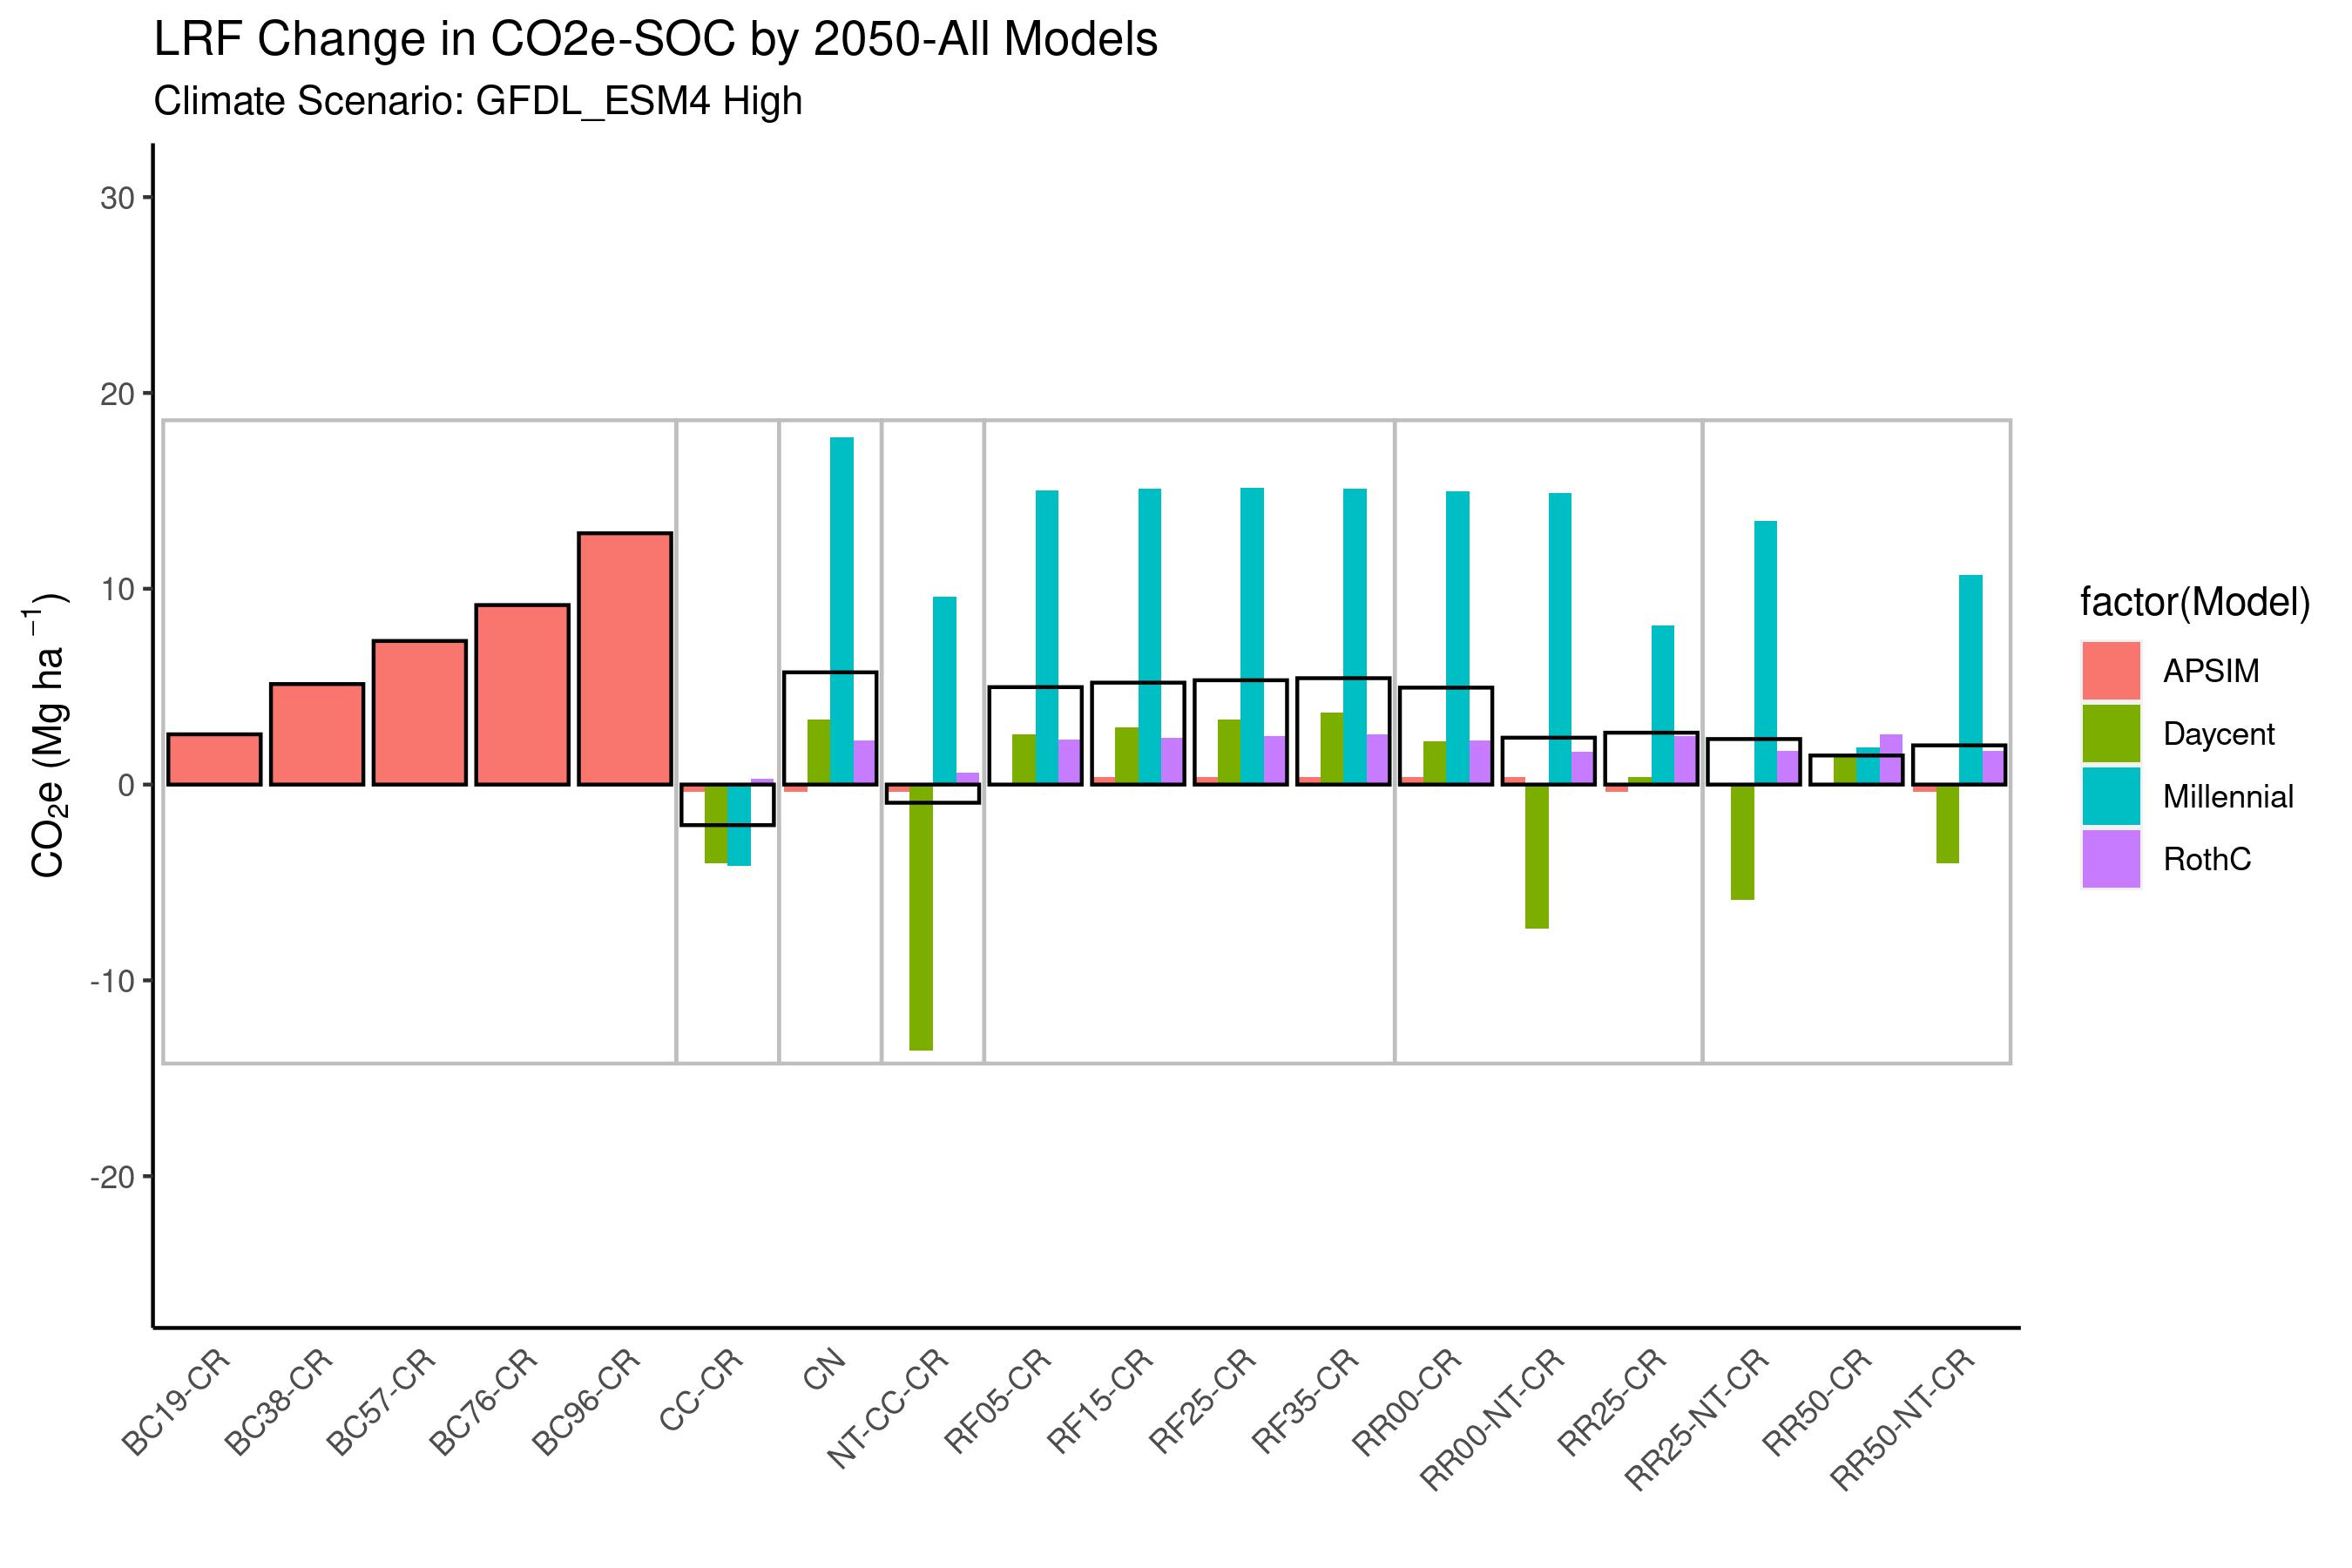 LRF Change in CO2e-SOC by 2050-All Models
Climate Scenario: GFDL_ESM4 High
CO₂e (Mg ha ⁻¹)
30
20
10
0
-10
-20
BC19-CR
BC38-CR
BC57-CR
BC76-CR
BC96-CR
CC-CR
CN
NT-CC-CR
RF05-CR
RF15-CR
RF25-CR
RF35-CR
RR00-CR
RR00-NT-CR
RR25-CR
RR25-NT-CR
RR50-CR
RR50-NT-CR
factor(Model)
APSIM
Daycent
Millennial
RothC